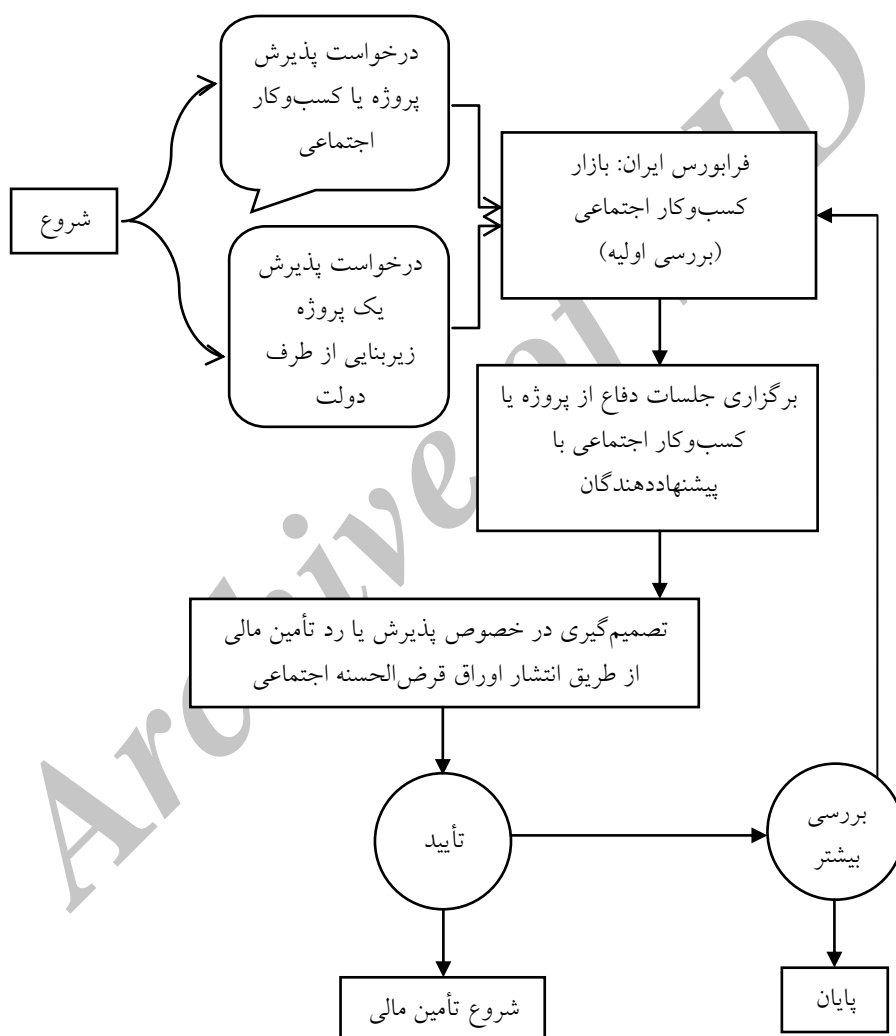 درخواست پذیرش
پروژه یا کسب‌وکار
اجتماعی
شروع
درخواست پذیرش
یک پروژه
زیربنایی از طرف
دولت
فرابورس ایران: بازار
کسب‌وکار اجتماعی
(بررسی اولیه)
برگزاری جلسات دفاع از پروژه یا
کسب‌وکار اجتماعی با
پیشنهاددهندگان
تصمیم‌گیری در خصوص پذیرش یا رد تأمین مالی
از طریق انتشار اوراق قرض‌الحسنه اجتماعی
تأیید
بررسی
بیشتر
شروع تأمین مالی
پایان
Archive of SID